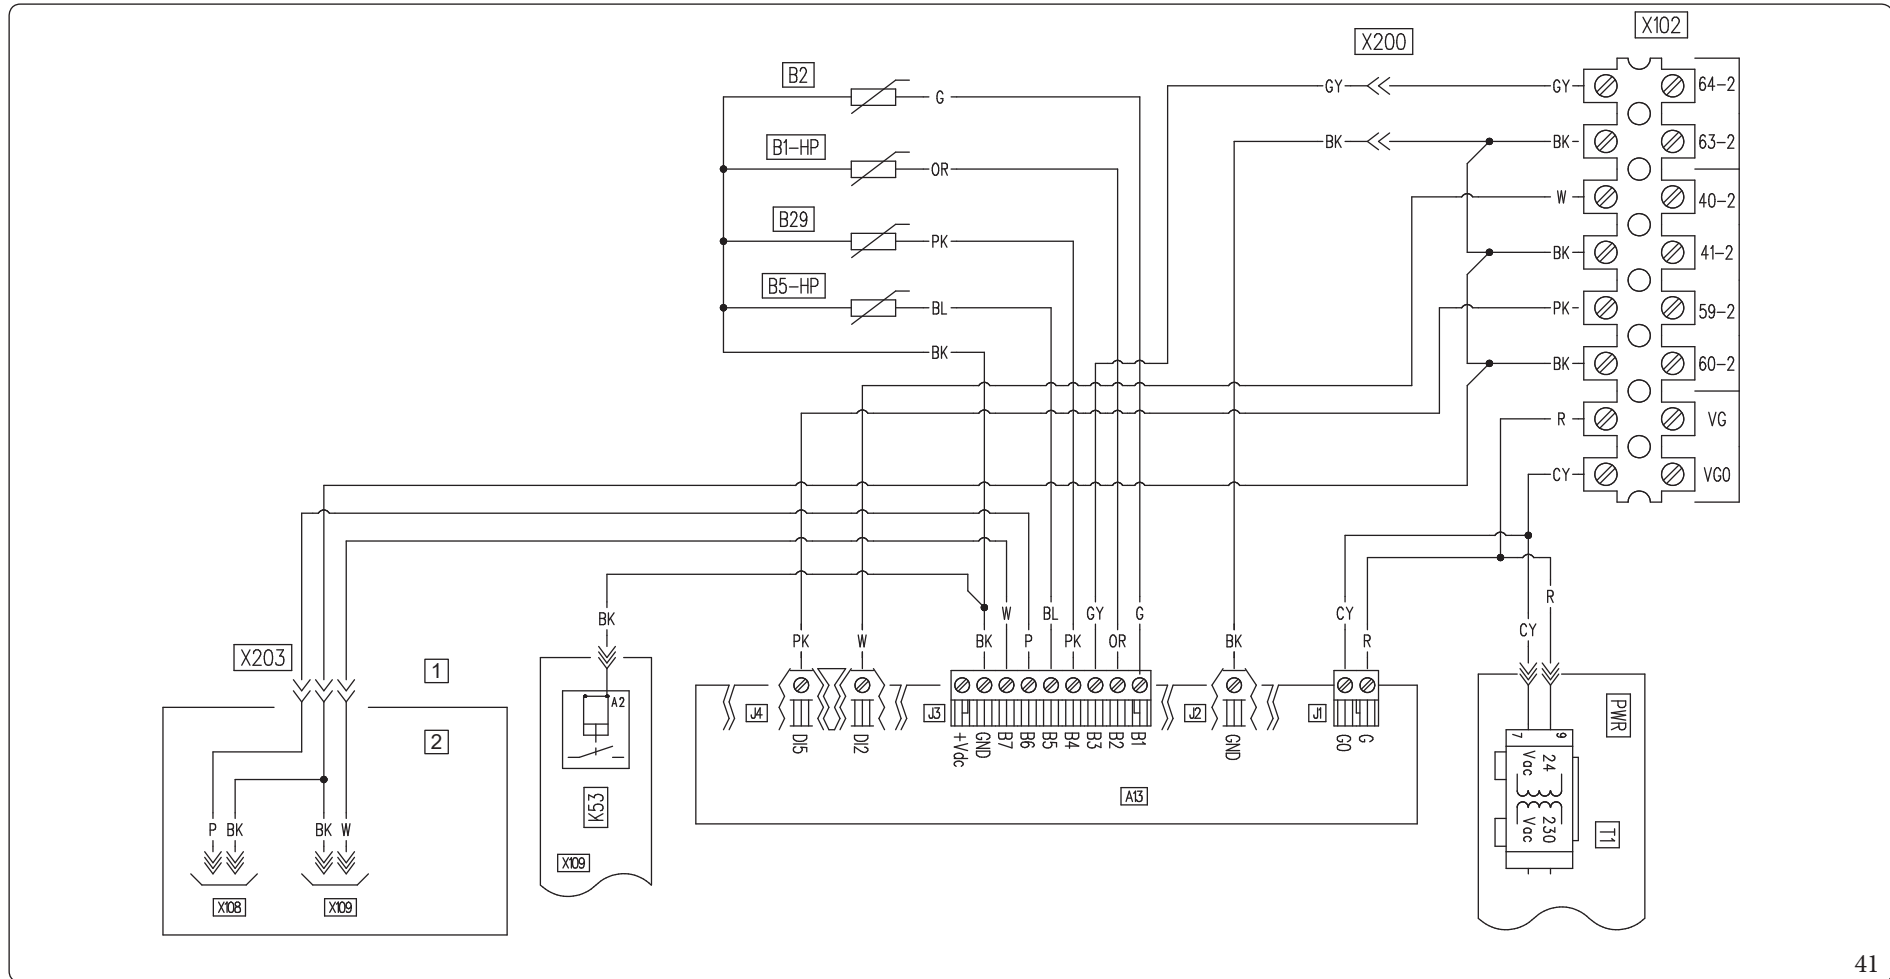 X102
X200
B2
G
GY
GY
64-2
BK
BK
63-2
B1-HP
OR
W
40-2
B29
PK
BK
41-2
B5-HP
BL
PK
59-2
BK
BK
60-2
R
VG
CY
VG0
BK
W
BL
GY
G
CY
R
CY
PK
W
BK
P
PK
OR
BK
R
X203
1
2
A2
K53
X109
J4
DI5
DI2
J3
+Vdc
GND
B7
B6
B5
B4
B3
B2
B1
J2
GND
J1
G0
G
A13
PWR
7
9
24
Vac
230
Vac
T1
P
BK
BK
W
X108
X109
41